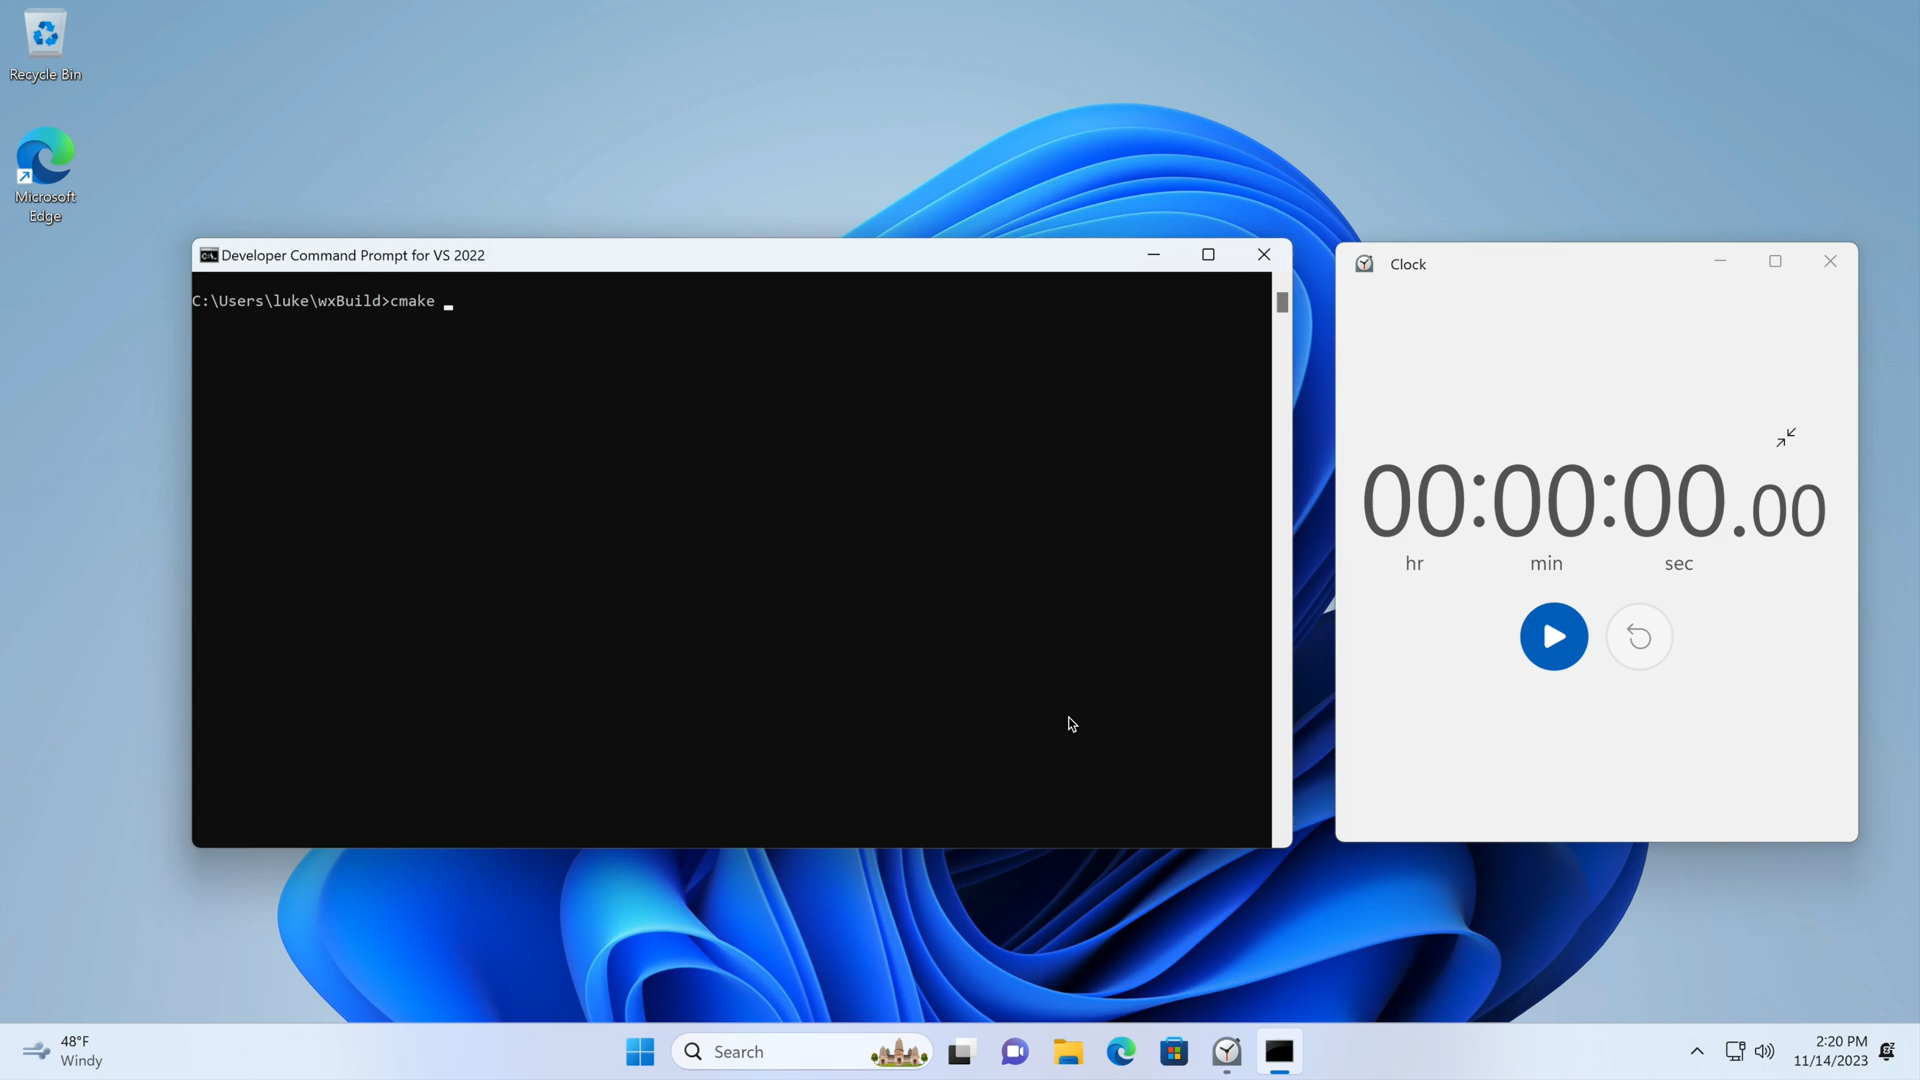 Recycle Bin
Microsoft
Edge
Developer Command Prompt for VS 2022
C:\Users\luke\wxBuild>cmake _
Clock
00:00:00.00
hr min sec
48°F
Windy
Search
2:20 PM
11/14/2023